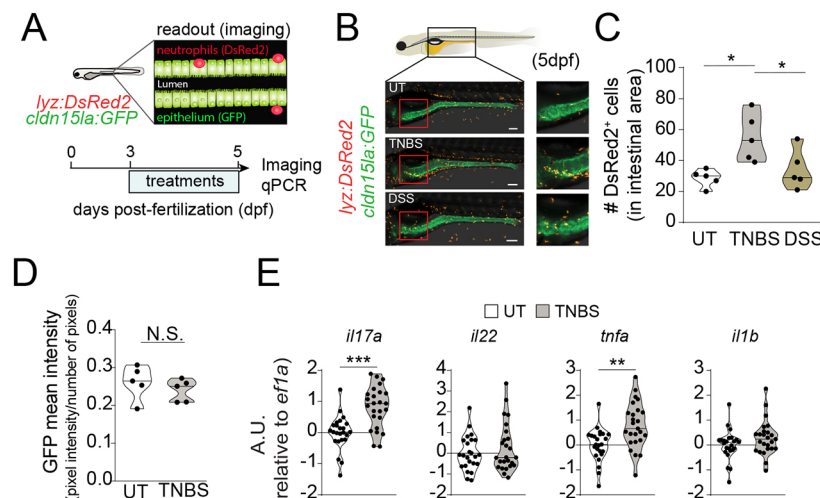 A
readout (imaging)
neutrophils (DsRed2)
Lumen
epithelium (GFP)
lyz:DsRed2
cldn15la:GFP
0 3 5
treatments
Imaging
qPCR
days post-fertilization (dpf)
B
(5dpf)
lyz:DsRed2
cldn15la:GFP
UT
TNBS
DSS
C
# DsRed2+ cells
(in intestinal area)
100
80
60
40
20
0
* *
UT TNBS DSS
D
GFP mean intensity
(pixel intensity/number of pixels)
0.4
0.3
0.2
0.1
0.0
N.S.
UT TNBS
E
UT TNBS
A.U.
relative to ef1a)
il17a
***
2
1
0
-1
-2
il22
4
3
2
1
0
-1
-2
tnfa
**
3
2
1
0
-1
-2
il1b
3
2
1
0
-1
-2